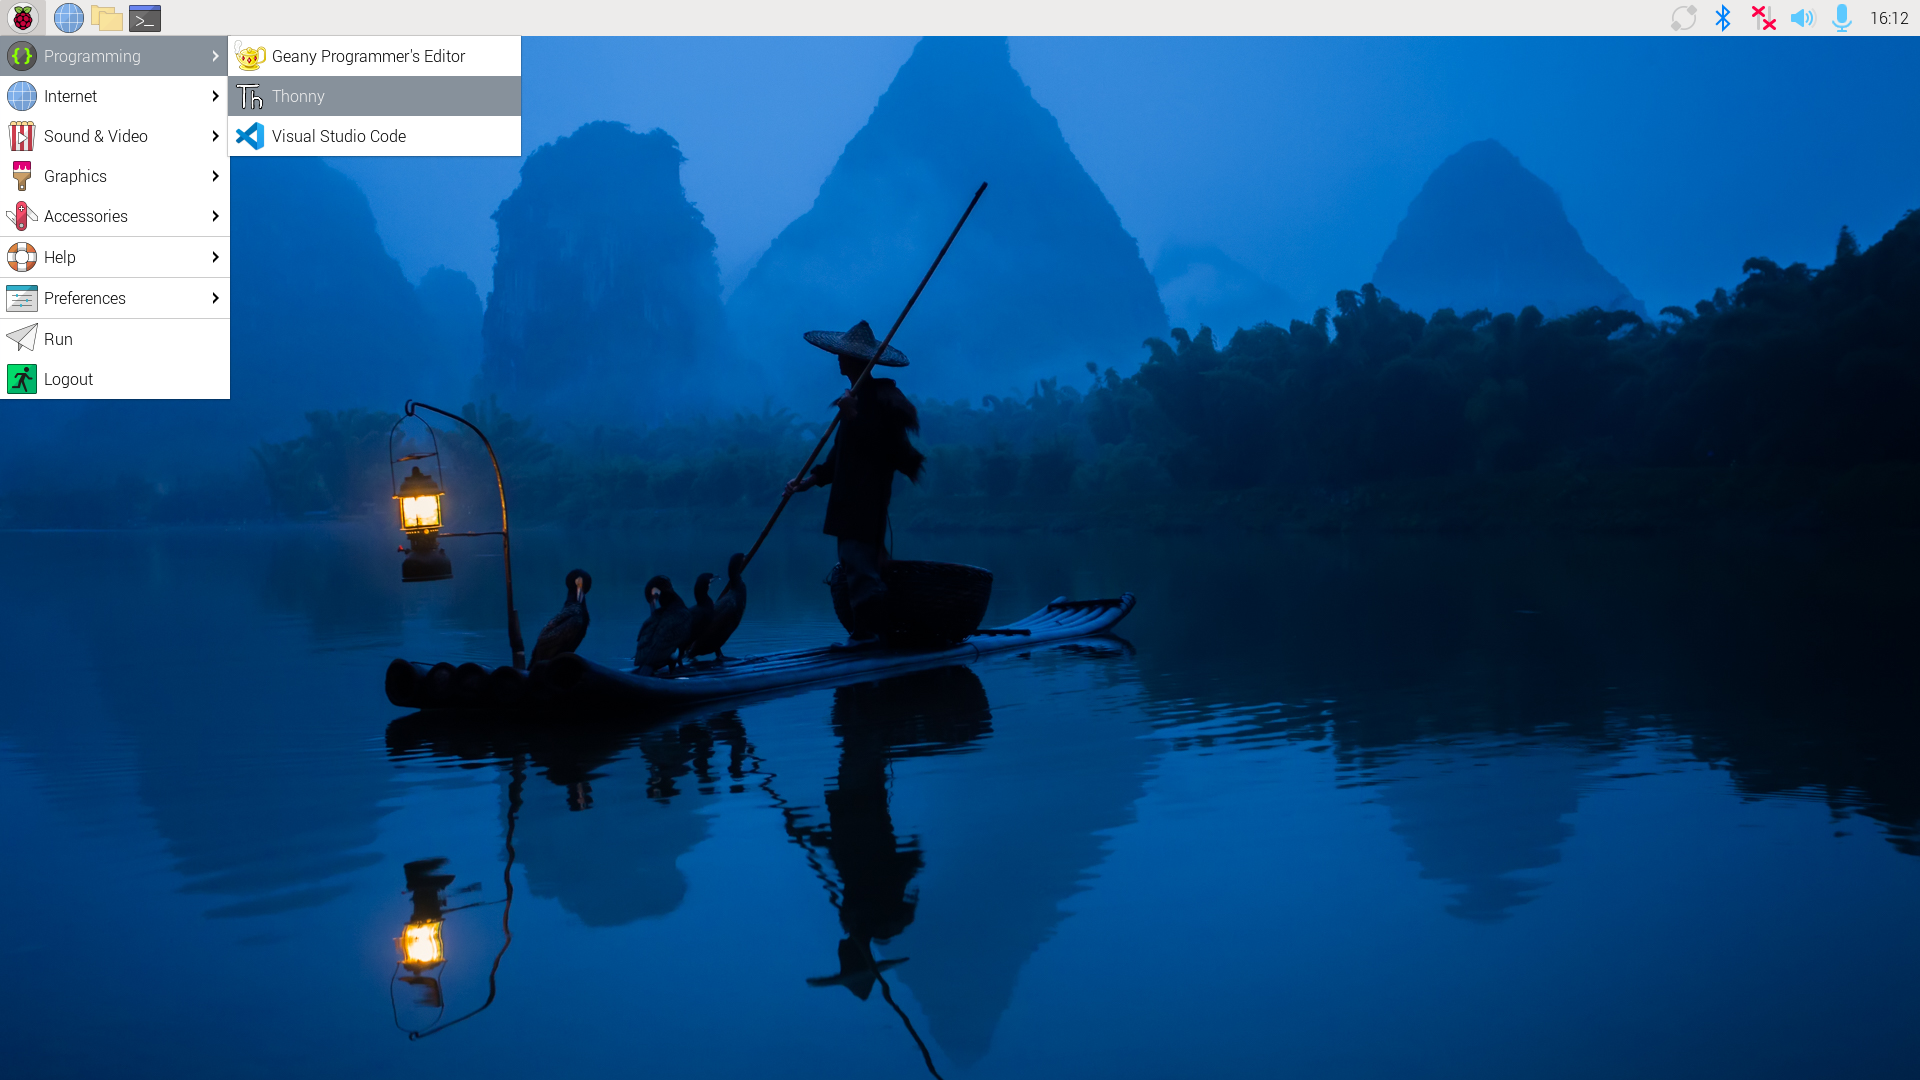 16:12
Programming
Geany Programmer's Editor
Internet
Th Thonny
Sound & Video
Visual Studio Code
Graphics
Accessories
Help
Preferences
Run
Logout